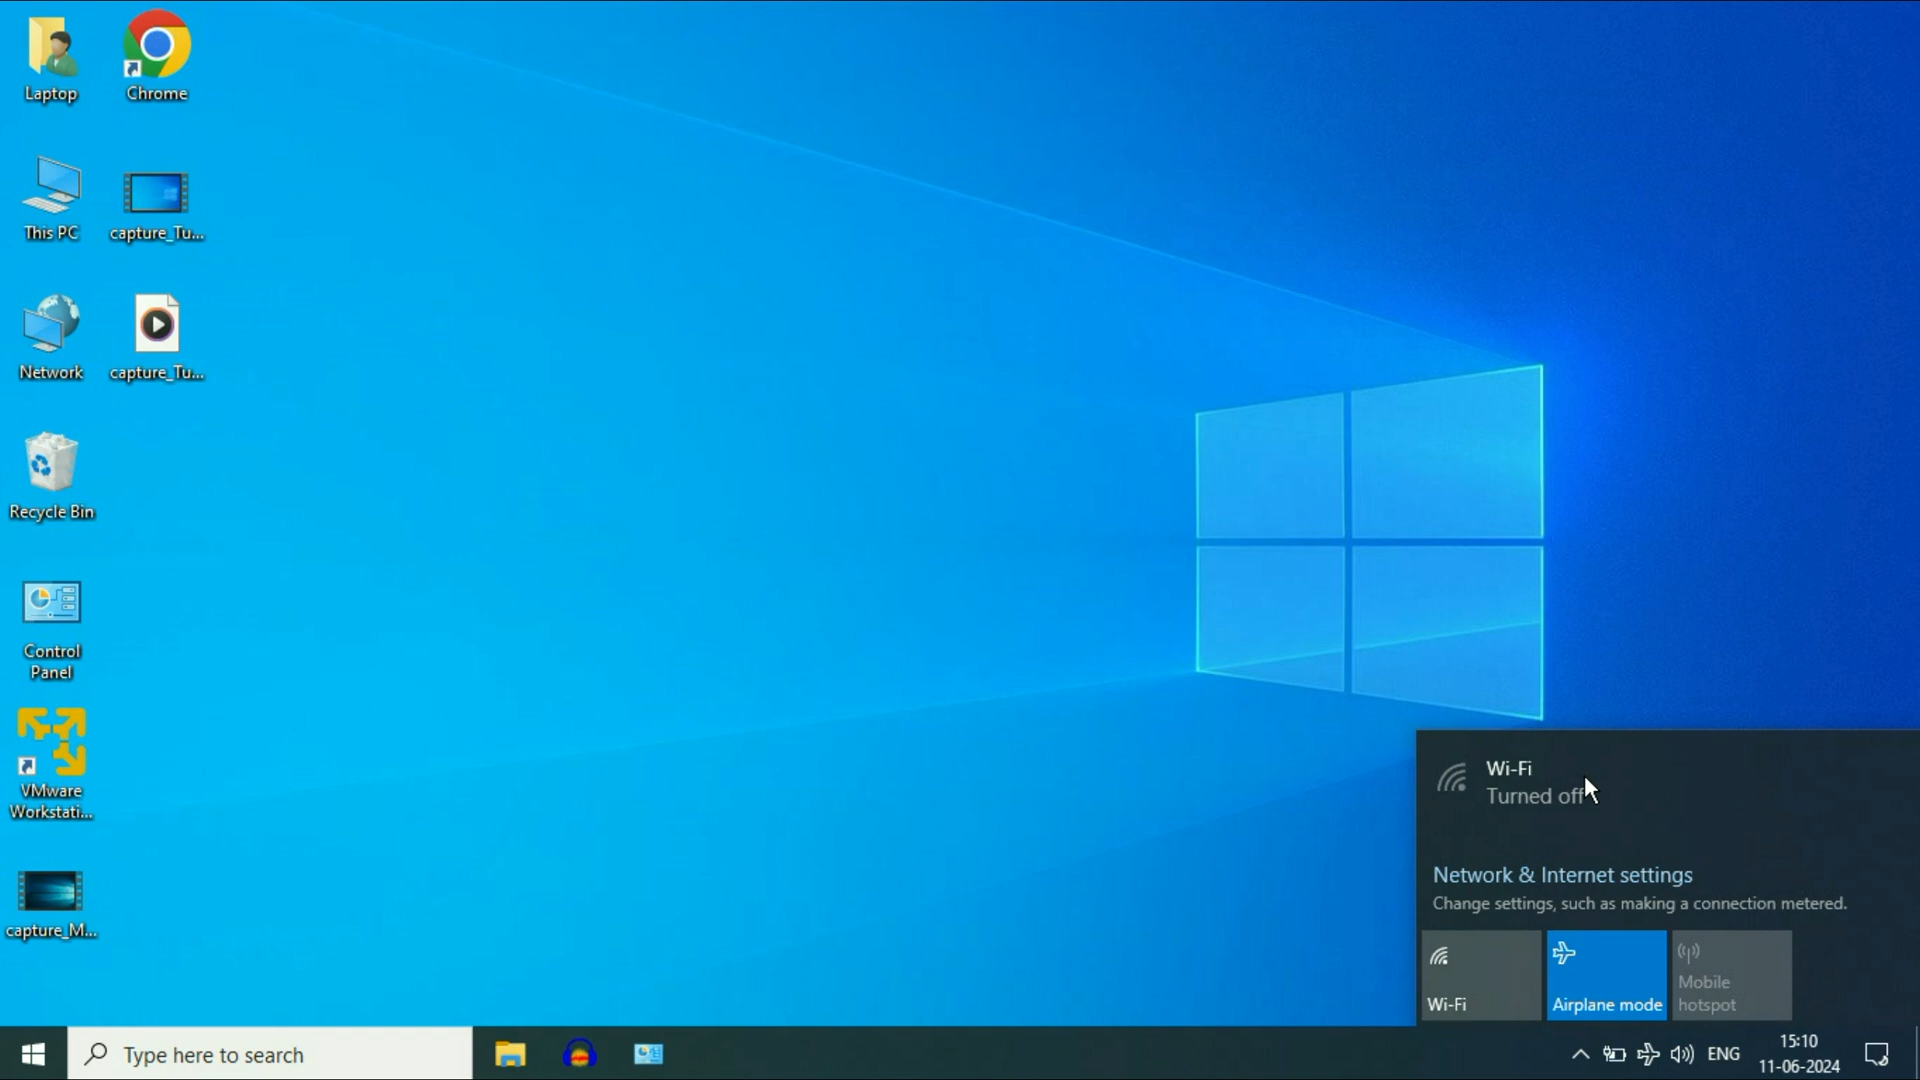 Laptop
Chrome
This PC
capture_Tu...
Network
capture_Tu...
Recycle Bin
Control
Panel
VMware
Workstati...
capture_M...
Wi-Fi
Turned off
Network & Internet settings
Change settings, such as making a connection metered.
Wi-Fi
Airplane mode
Mobile
hotspot
Type here to search
ENG
15:10
11-06-2024